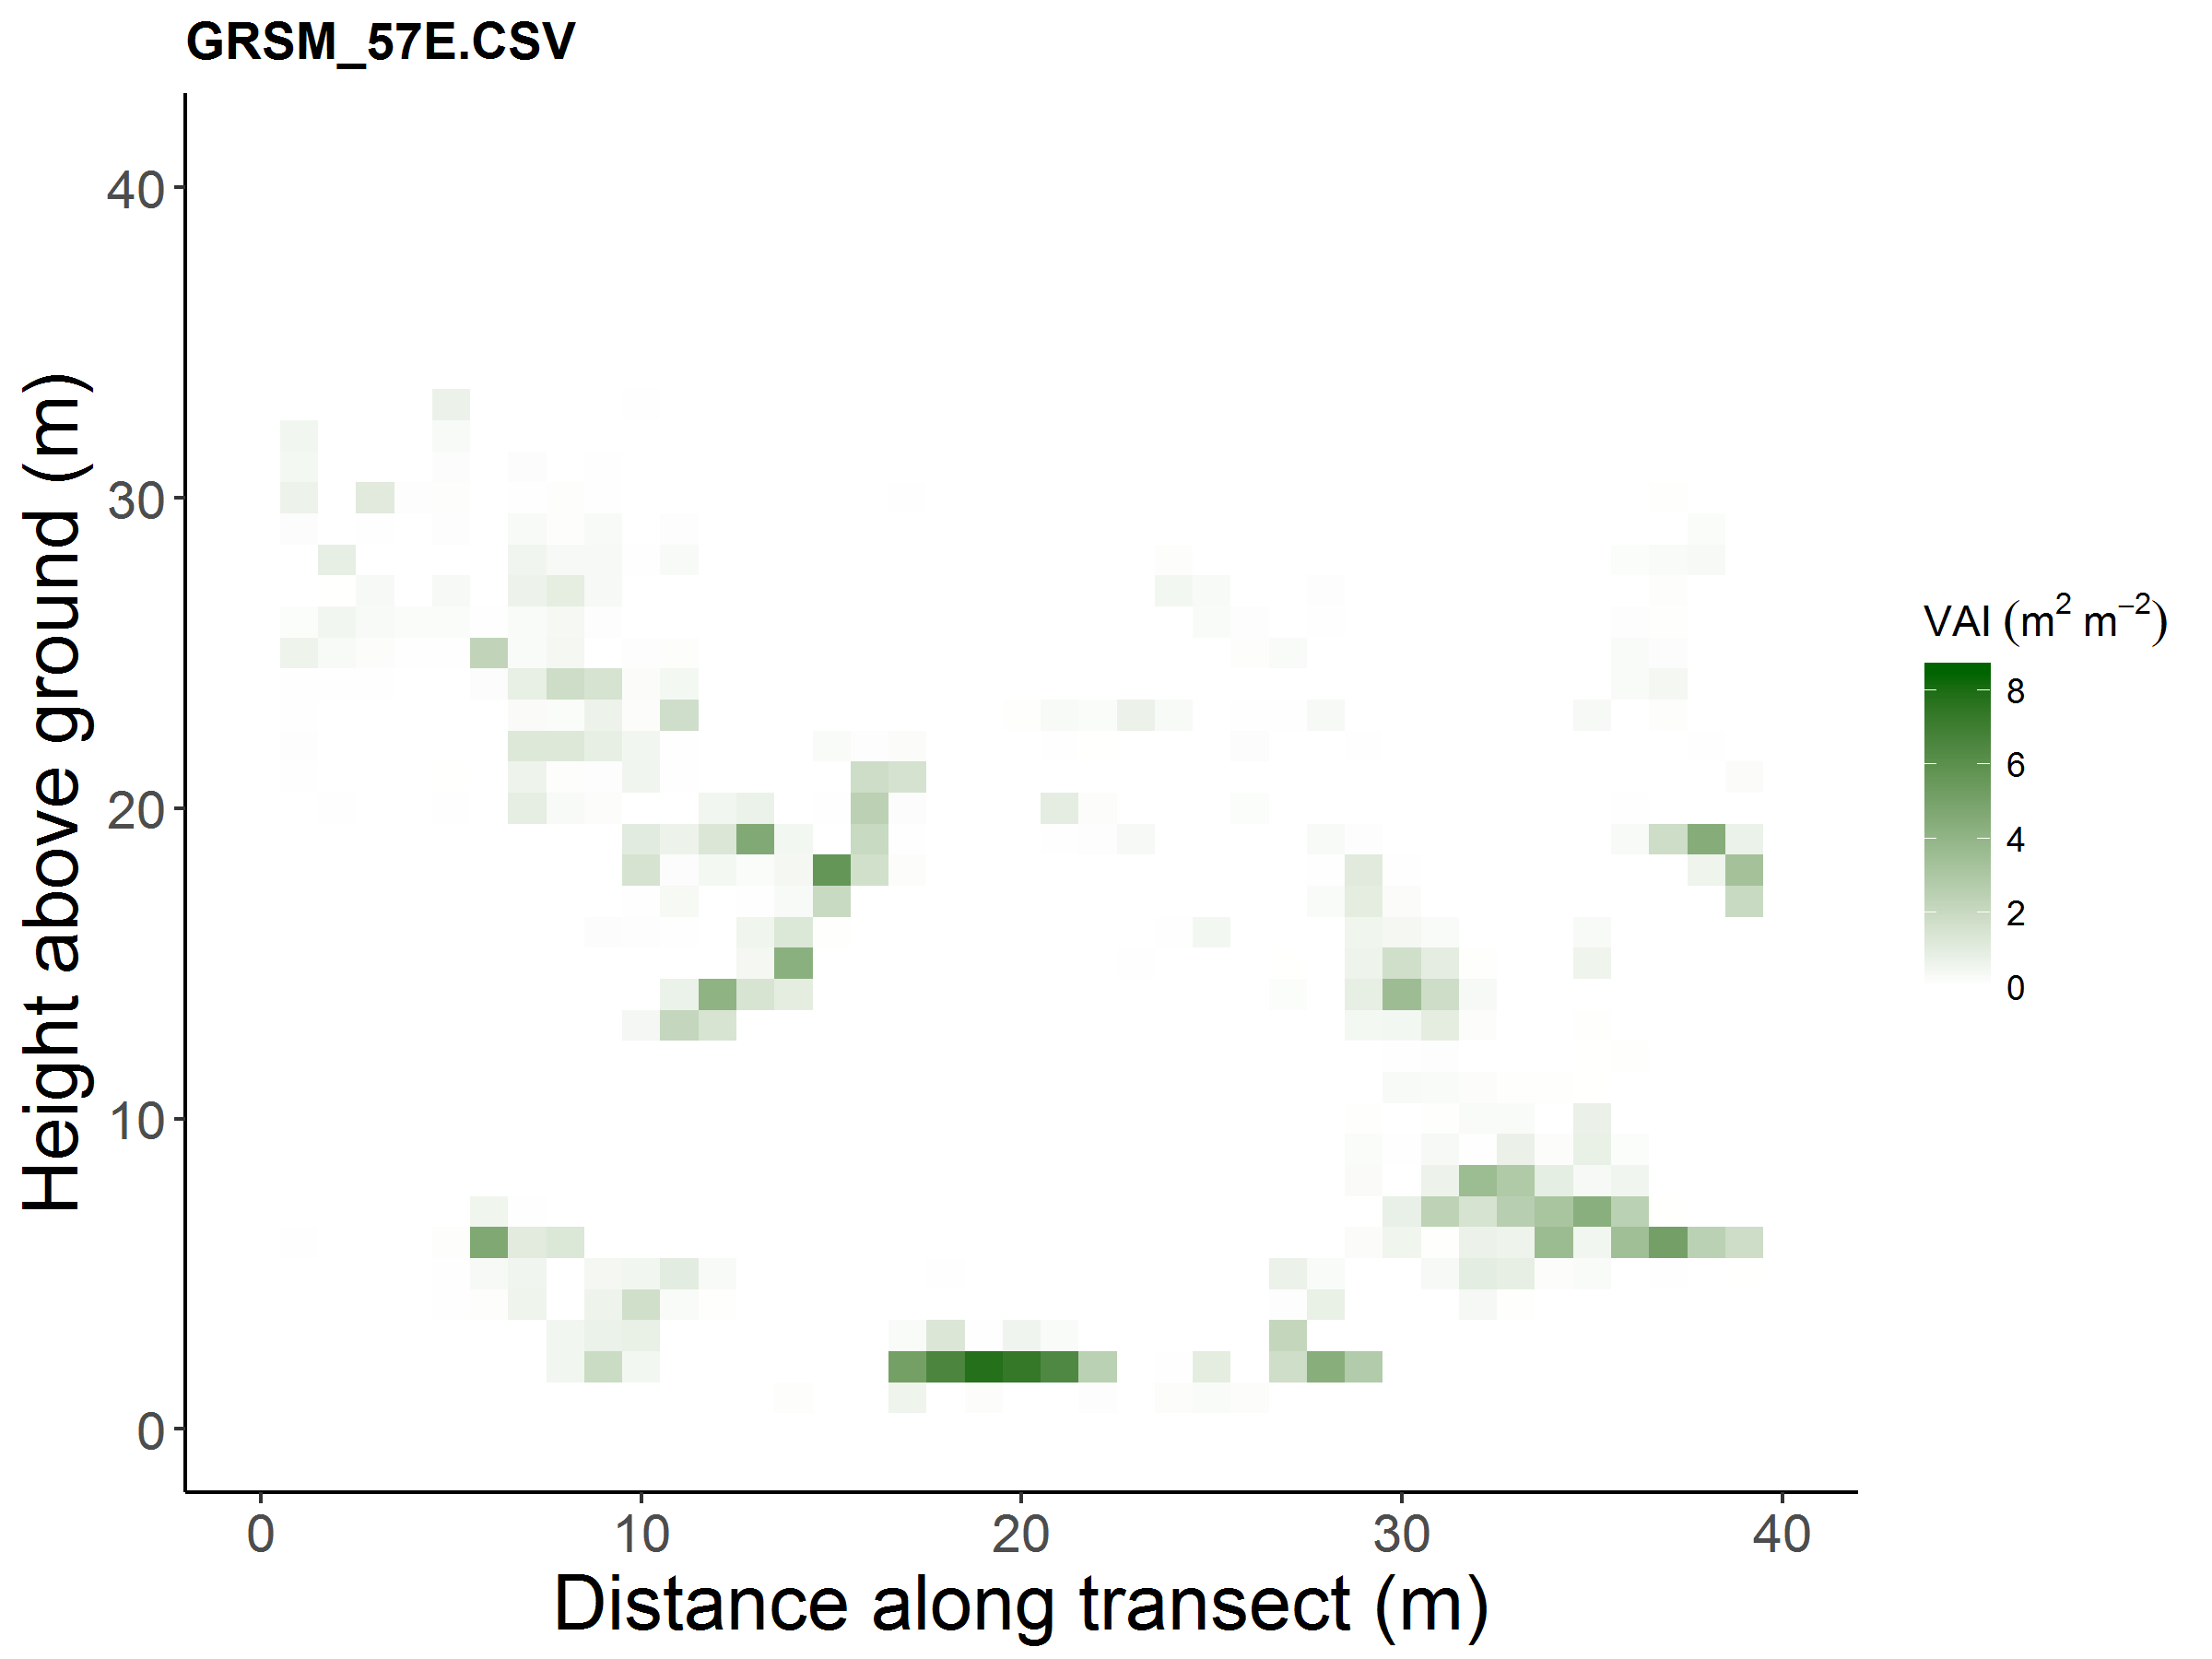 GRSM_57E.CSV
Height above ground (m)
40
30
20
10
0
0 10 20 30 40
Distance along transect (m)
VAI (m² m⁻²)
8
6
4
2
0